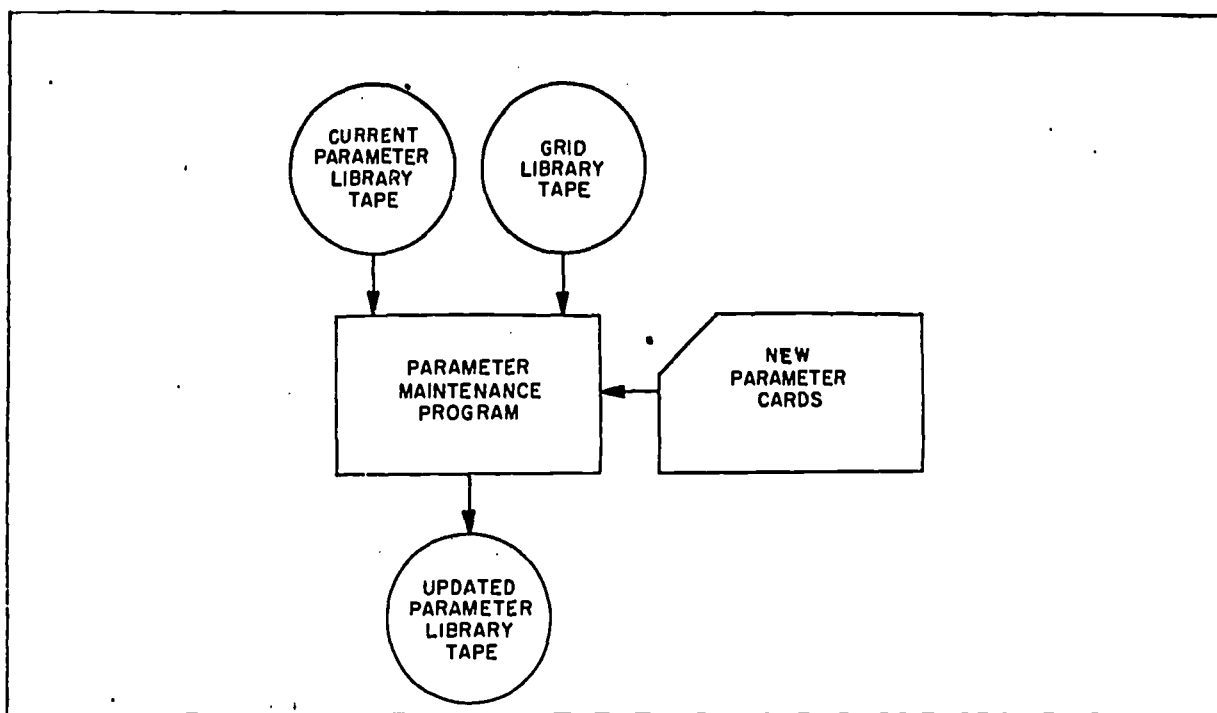 CURRENT
PARAMETER
LIBRARY
TAPE
GRID
LIBRARY
TAPE
PARAMETER
MAINTENANCE
PROGRAM
NEW
PARAMETER
CARDS
UPDATED
PARAMETER
LIBRARY
TAPE